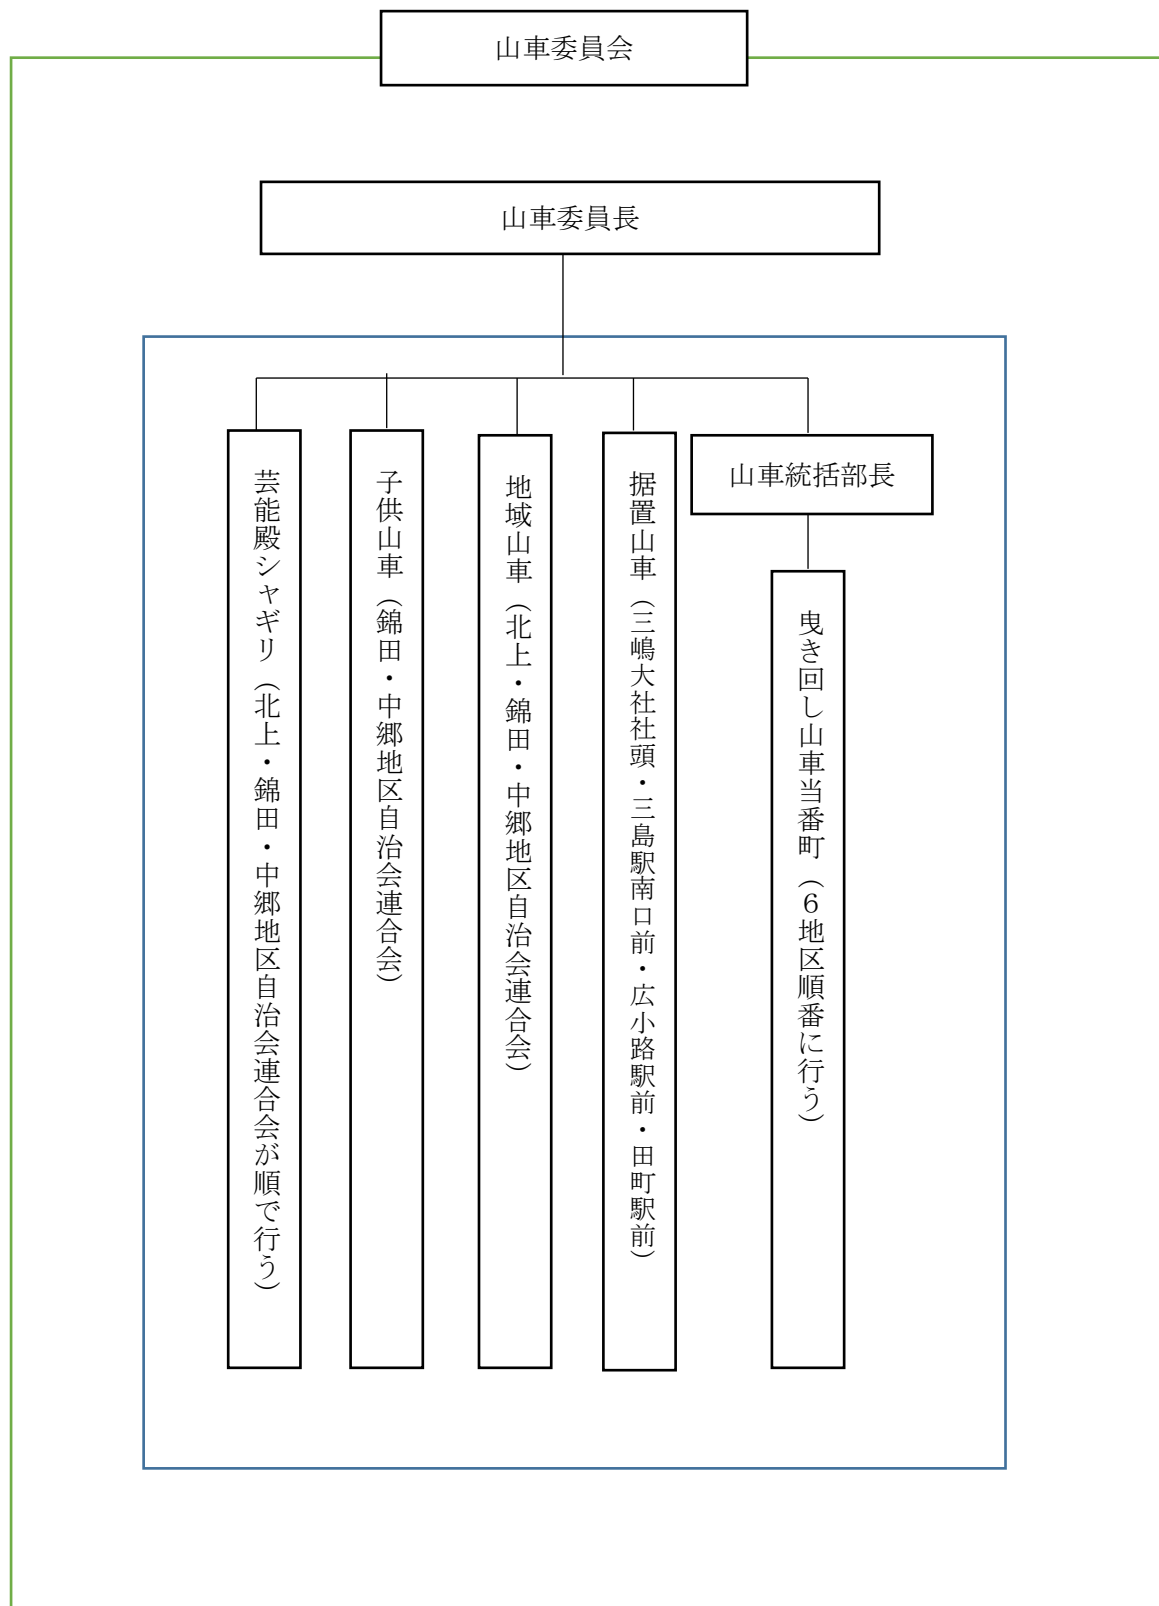 山車委員会
山車委員長
山車統括部長
曳き回し山車当番町（６地区順番に行う）
据置山車（三嶋大社社頭・三島駅南口前・広小路駅前・田町駅前）
地域山車（北上・錦田・中郷地区自治会連合会）
子供山車（錦田・中郷地区自治会連合会）
芸能殿シャギリ（北上・錦田・中郷地区自治会連合会が順で行う）